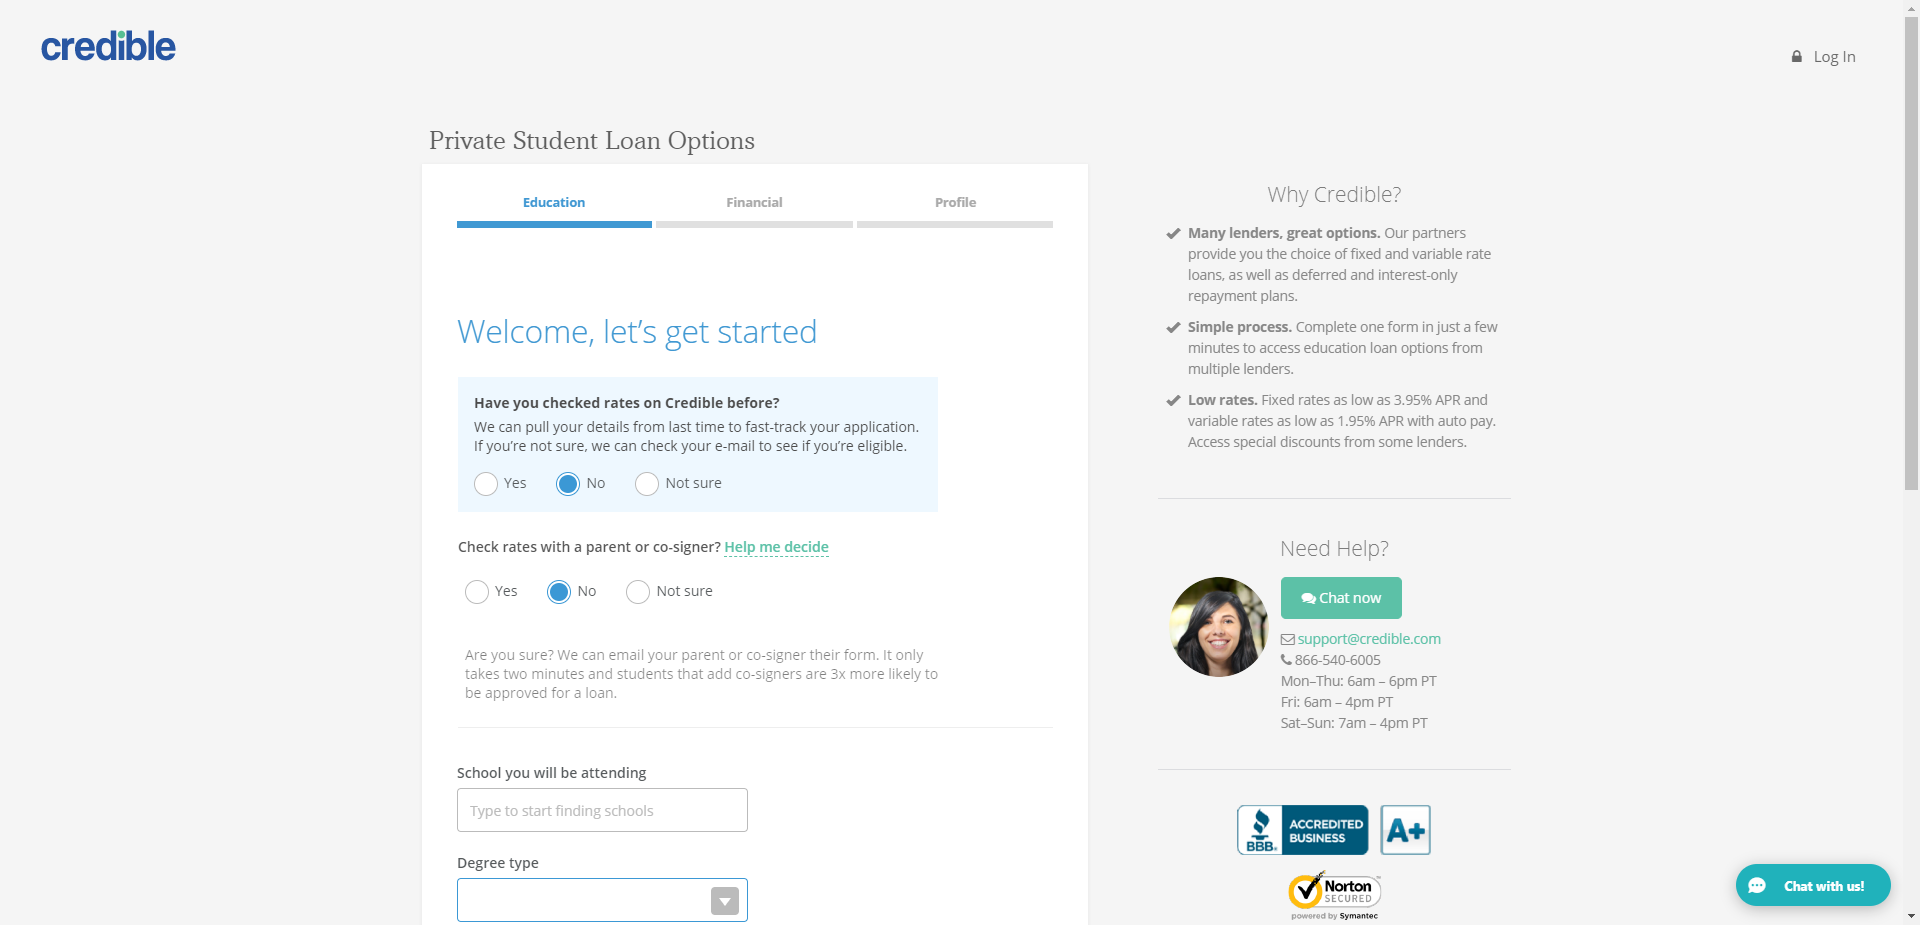 credible
Log In
Private Student Loan Options
Education
Financial
Profile
Welcome, let's get started
Have you checked rates on Credible before?
We can pull your details from last time to fast-track your application.
If you're not sure, we can check your e-mail to see if you're eligible.
Yes
No
Not sure
Check rates with a parent or co-signer? Help me decide
Yes
No
Not sure
Are you sure? We can email your parent or co-signer their form. It only
takes two minutes and students that add co-signers are 3x more likely to
be approved for a loan.
School you will be attending
Type to start finding schools
Degree type
Why Credible?
Many lenders, great options. Our partners
provide you the choice of fixed and variable rate
loans, as well as deferred and interest-only
repayment plans.
Simple process. Complete one form in just a few
minutes to access education loan options from
multiple lenders.
Low rates. Fixed rates as low as 3.95% APR and
variable rates as low as 1.95% APR with auto pay.
Access special discounts from some lenders.
Need Help?
Chat now
support@credible.com
866-540-6005
Mon–Thu: 6am – 6pm PT
Fri: 6am – 4pm PT
Sat–Sun: 7am – 4pm PT
BBB.
ACCREDITED
BUSINESS
A+
Norton
SECURED
powered by Symantec
Chat with us!